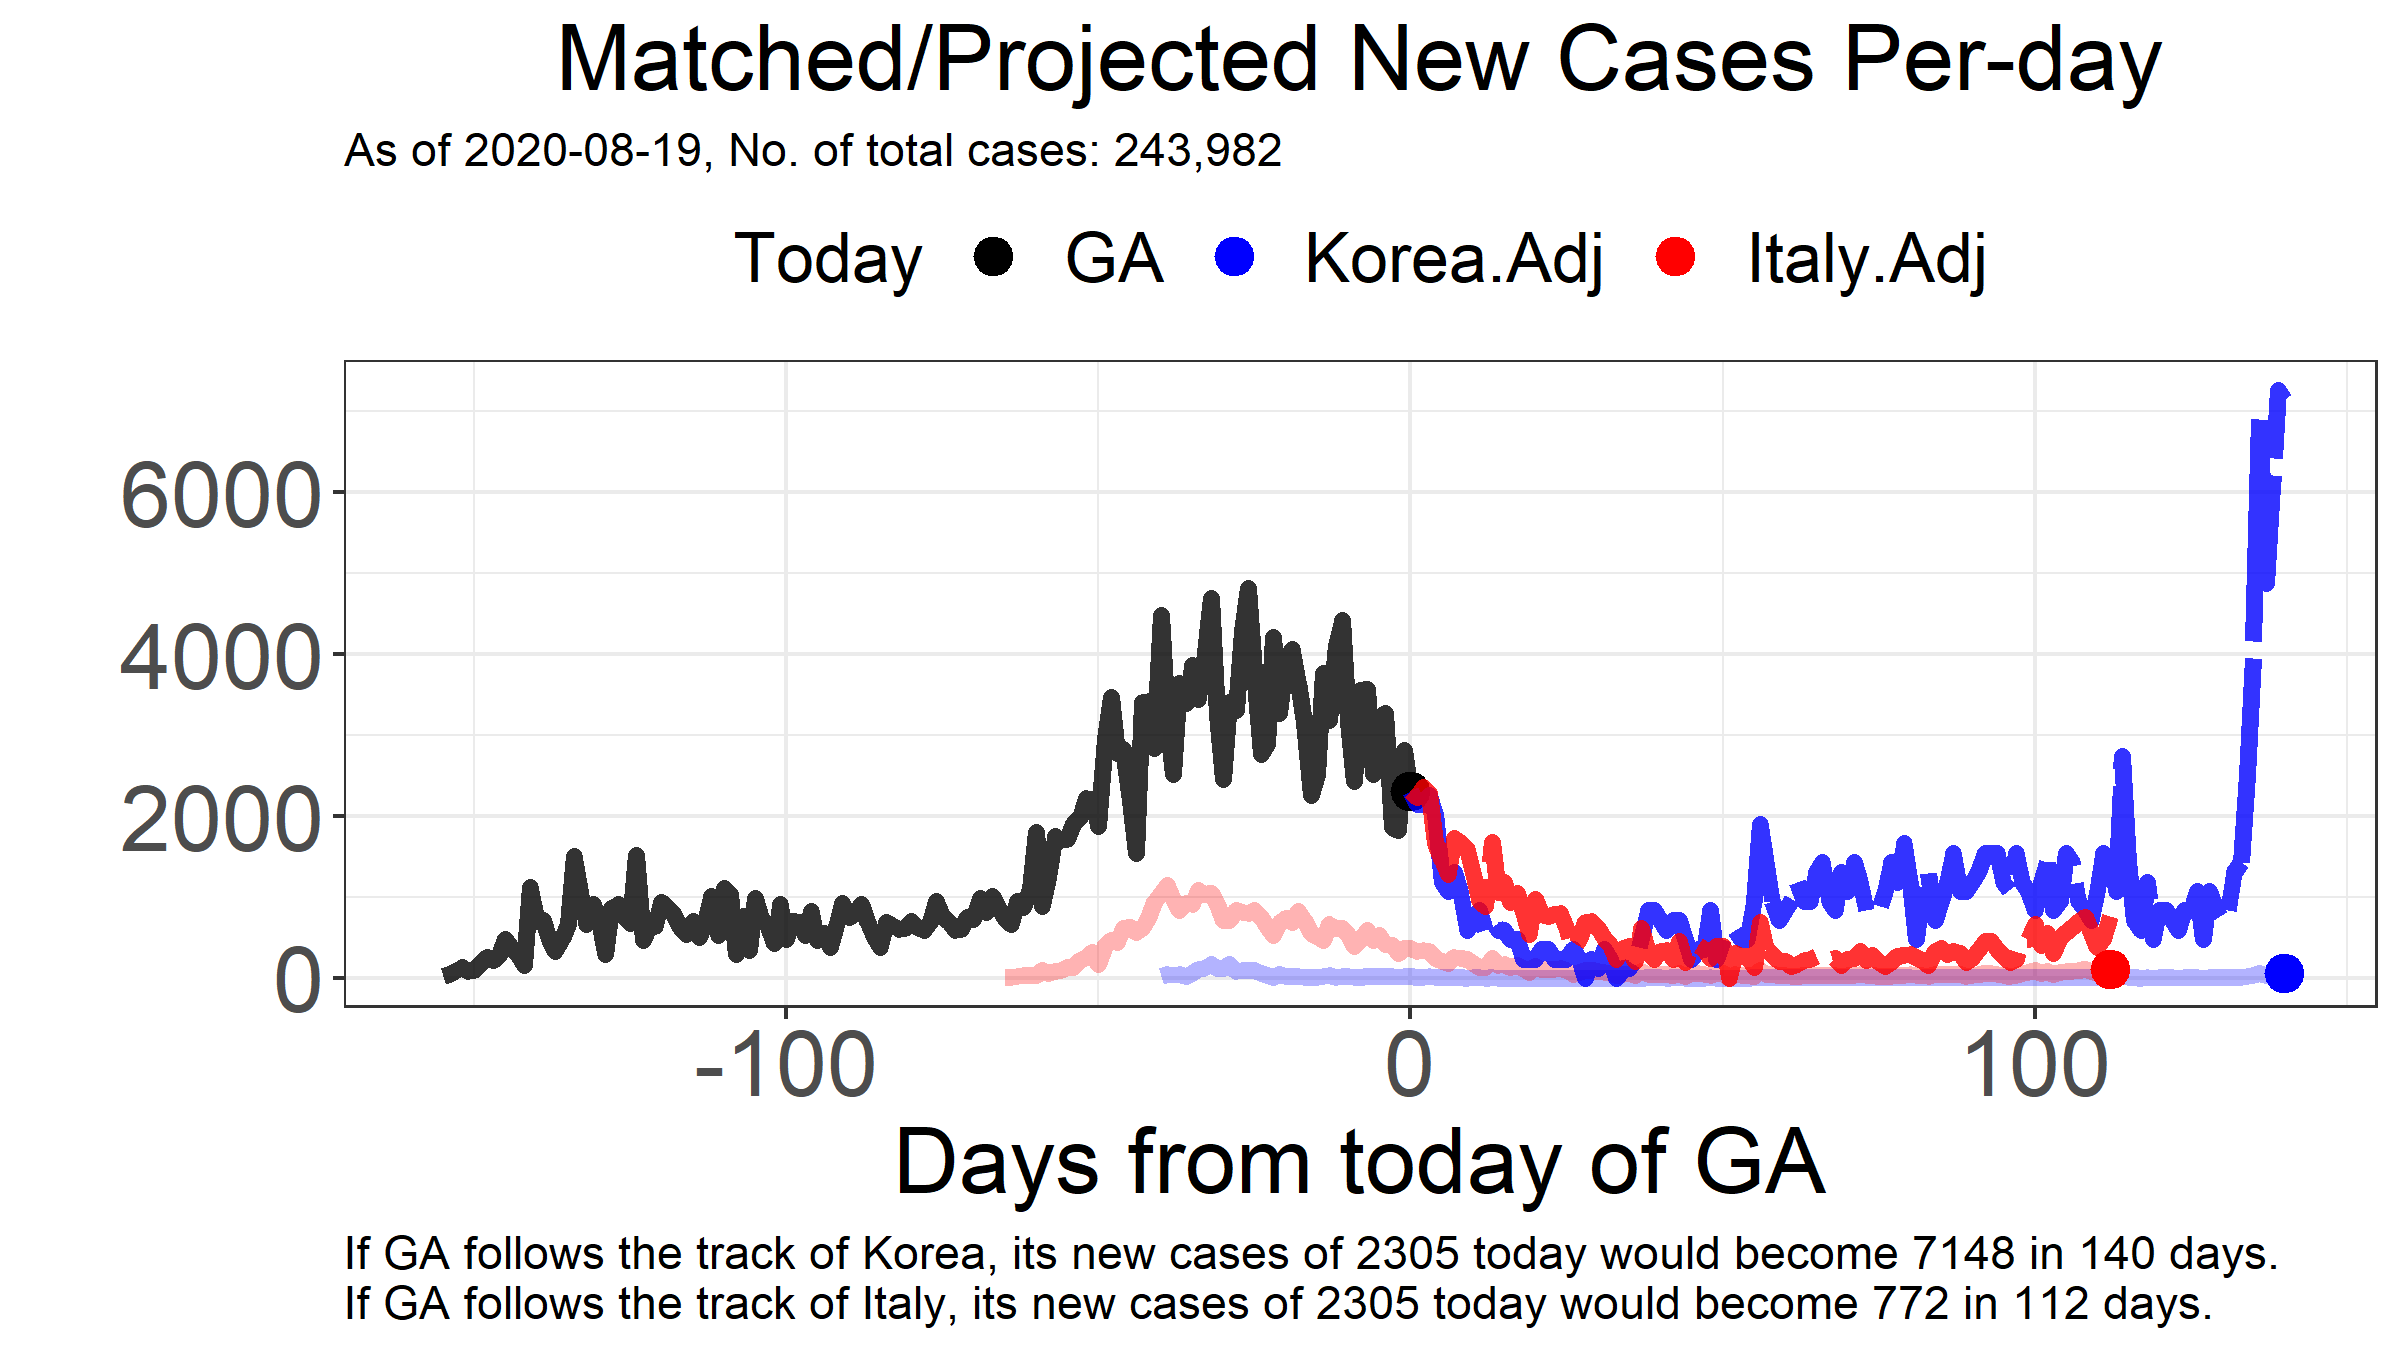 Matched/Projected New Cases Per-day
As of 2020-08-19, No. of total cases: 243,982
Today GA Korea.Adj Italy.Adj
6000
4000
2000
0
-100 0 100
Days from today of GA
If GA follows the track of Korea, its new cases of 2305 today would become 7148 in 140 days.
If GA follows the track of Italy, its new cases of 2305 today would become 772 in 112 days.